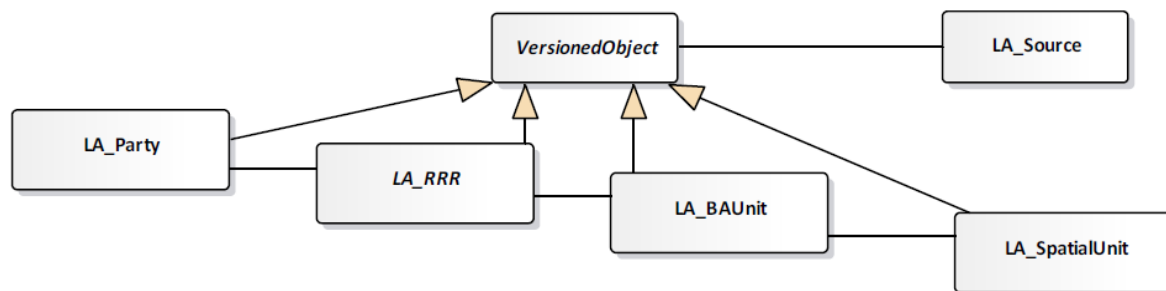 VersionedObject
LA_Source
LA_Party
LA_RRR
LA_BAUnit
LA_SpatialUnit